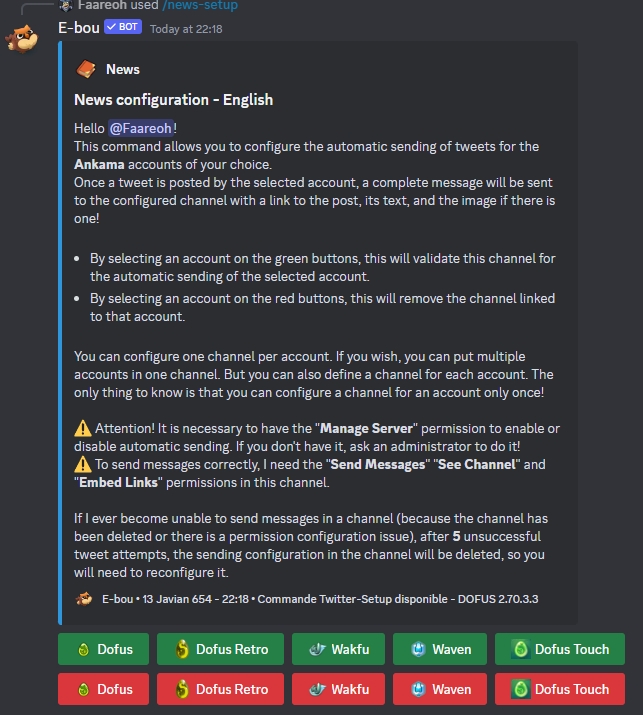 Faareoh used /news-setup
E-bou BOT Today at 22:18
News
News configuration - English
Hello @Faareoh!
This command allows you to configure the automatic sending of tweets for the
Ankama accounts of your choice.
Once a tweet is posted by the selected account, a complete message will be sent
to the configured channel with a link to the post, its text, and the image if there is
one!
• By selecting an account on the green buttons, this will validate this channel for
the automatic sending of the selected account.
• By selecting an account on the red buttons, this will remove the channel linked
to that account.
You can configure one channel per account. If you wish, you can put multiple
accounts in one channel. But you can also define a channel for each account. The
only thing to know is that you can configure a channel for an account only once!
⚠️ Attention! It is necessary to have the "Manage Server" permission to enable or
disable automatic sending. If you don't have it, ask an administrator to do it!
⚠️ To send messages correctly, I need the "Send Messages" "See Channel" and
"Embed Links" permissions in this channel.
If I ever become unable to send messages in a channel (because the channel has
been deleted or there is a permission configuration issue), after 5 unsuccessful
tweet attempts, the sending configuration in the channel will be deleted, so you
will need to reconfigure it.
E-bou • 13 Javian 654 - 22:18 • Commande Twitter-Setup disponible - DOFUS 2.70.3.3
Dofus Dofus Retro Wakfu Waven Dofus Touch
Dofus Dofus Retro Wakfu Waven Dofus Touch